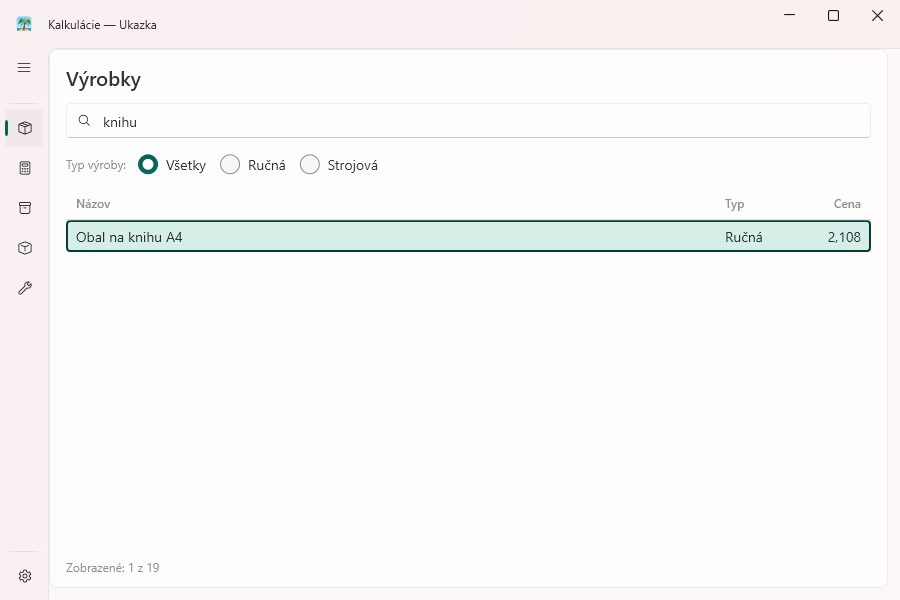 Kalkulácie — Ukazka
Výrobky
knihu
Typ výroby: Všetky Ručná Strojová
Názov Typ Cena
Obal na knihu A4 Ručná 2,108
Zobrazené: 1 z 19